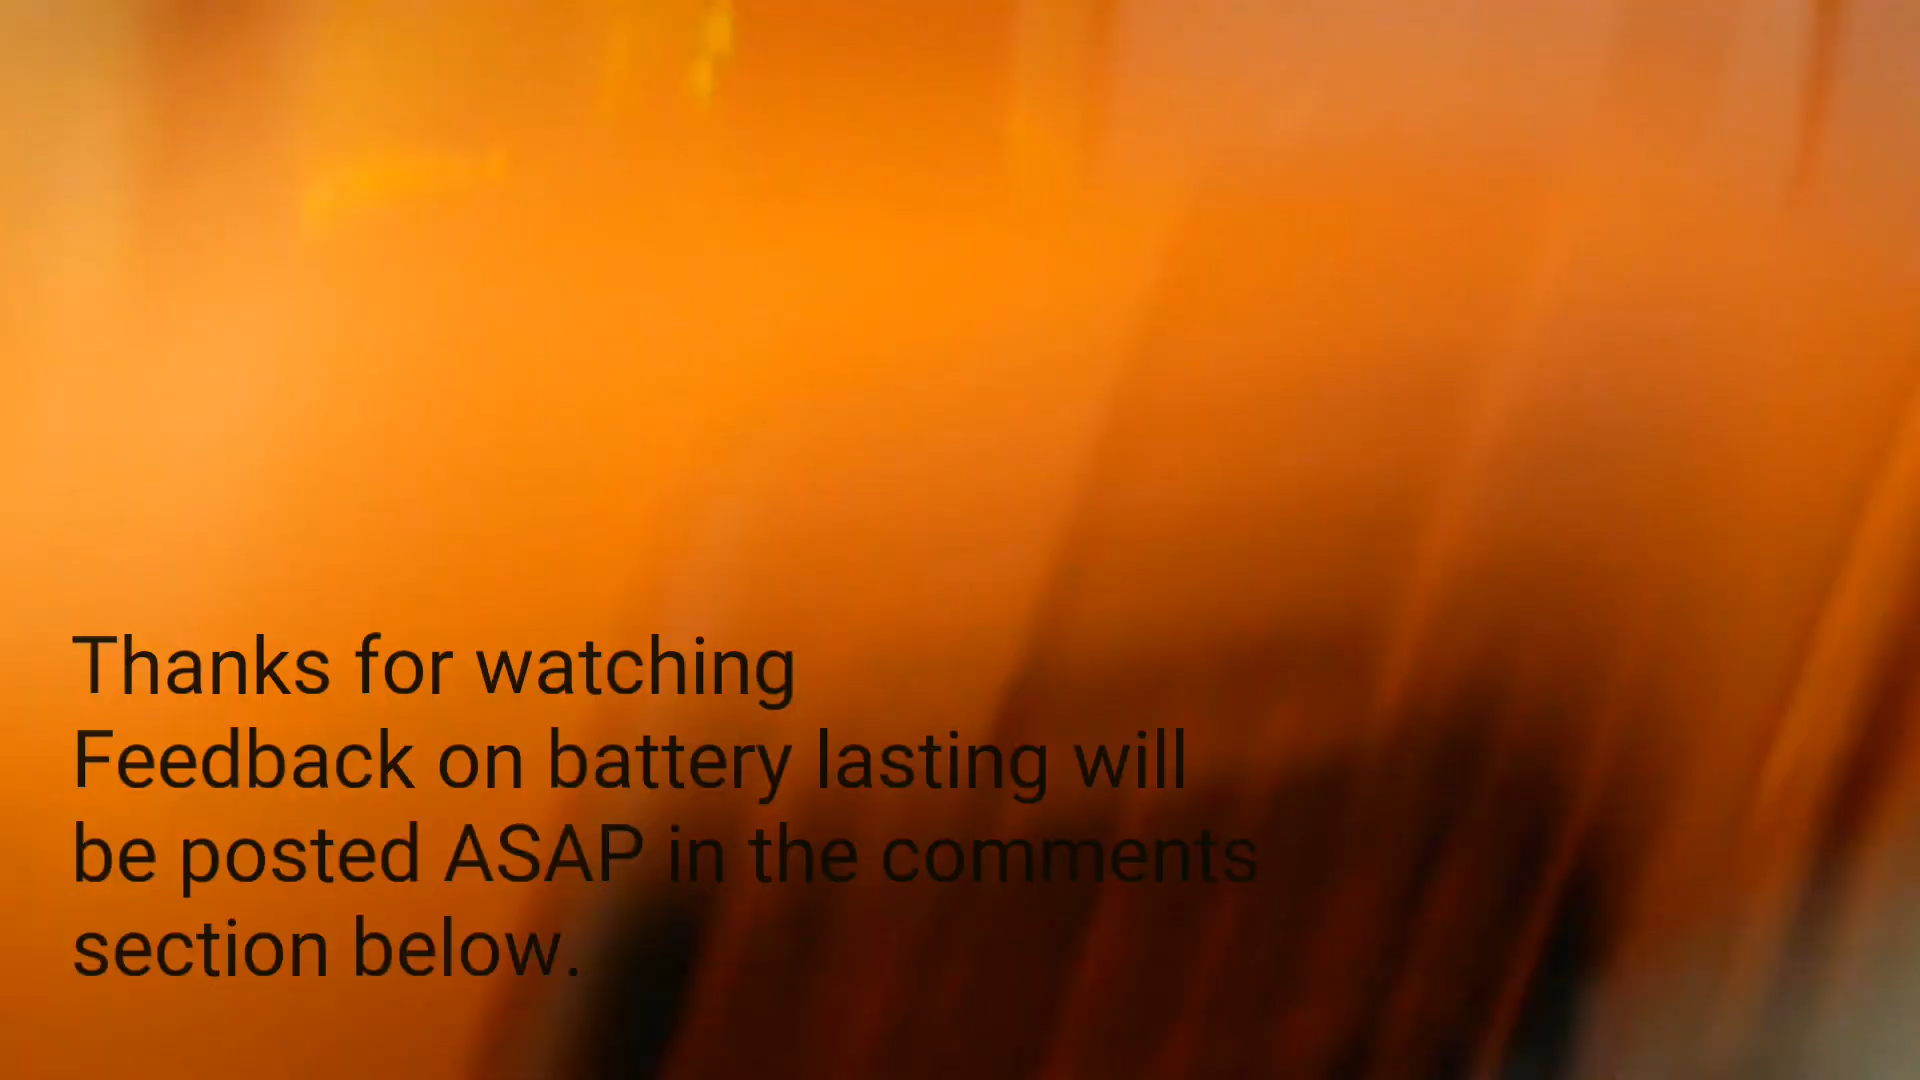 Thanks for watching
Feedback on battery lasting will
be posted ASAP in the comments
section below.